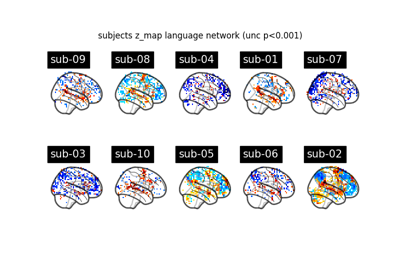 subjects z_map language network (unc p<0.001)
sub-09 sub-08 sub-04 sub-01 sub-07
sub-03 sub-10 sub-05 sub-06 sub-02